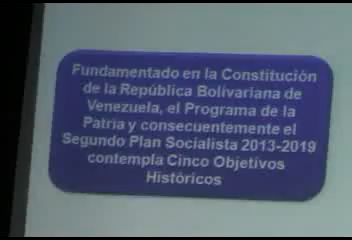 Fundamentado en la Constitución
de la República Bolivariana de
Venezuela, el Programa de la
Patria y consecuentemente el
Segundo Plan Socialista 2013-2019
contempla Cinco Objetivos
Históricos